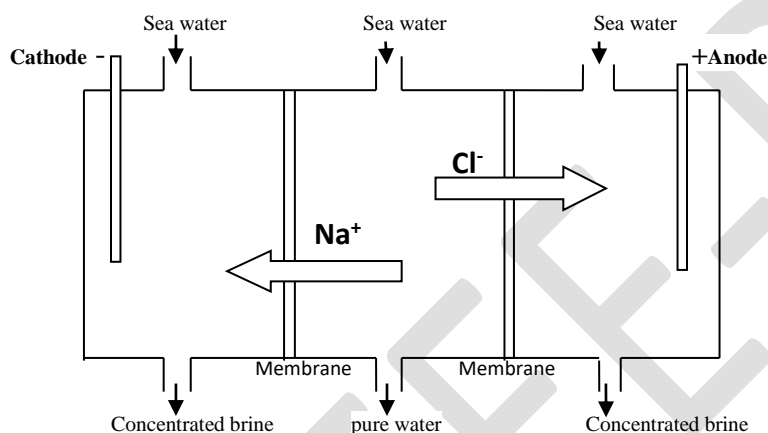 Sea water Sea water Sea water
Cathode - +Anode
Cl-
Na+
Membrane Membrane
Concentrated brine pure water Concentrated brine